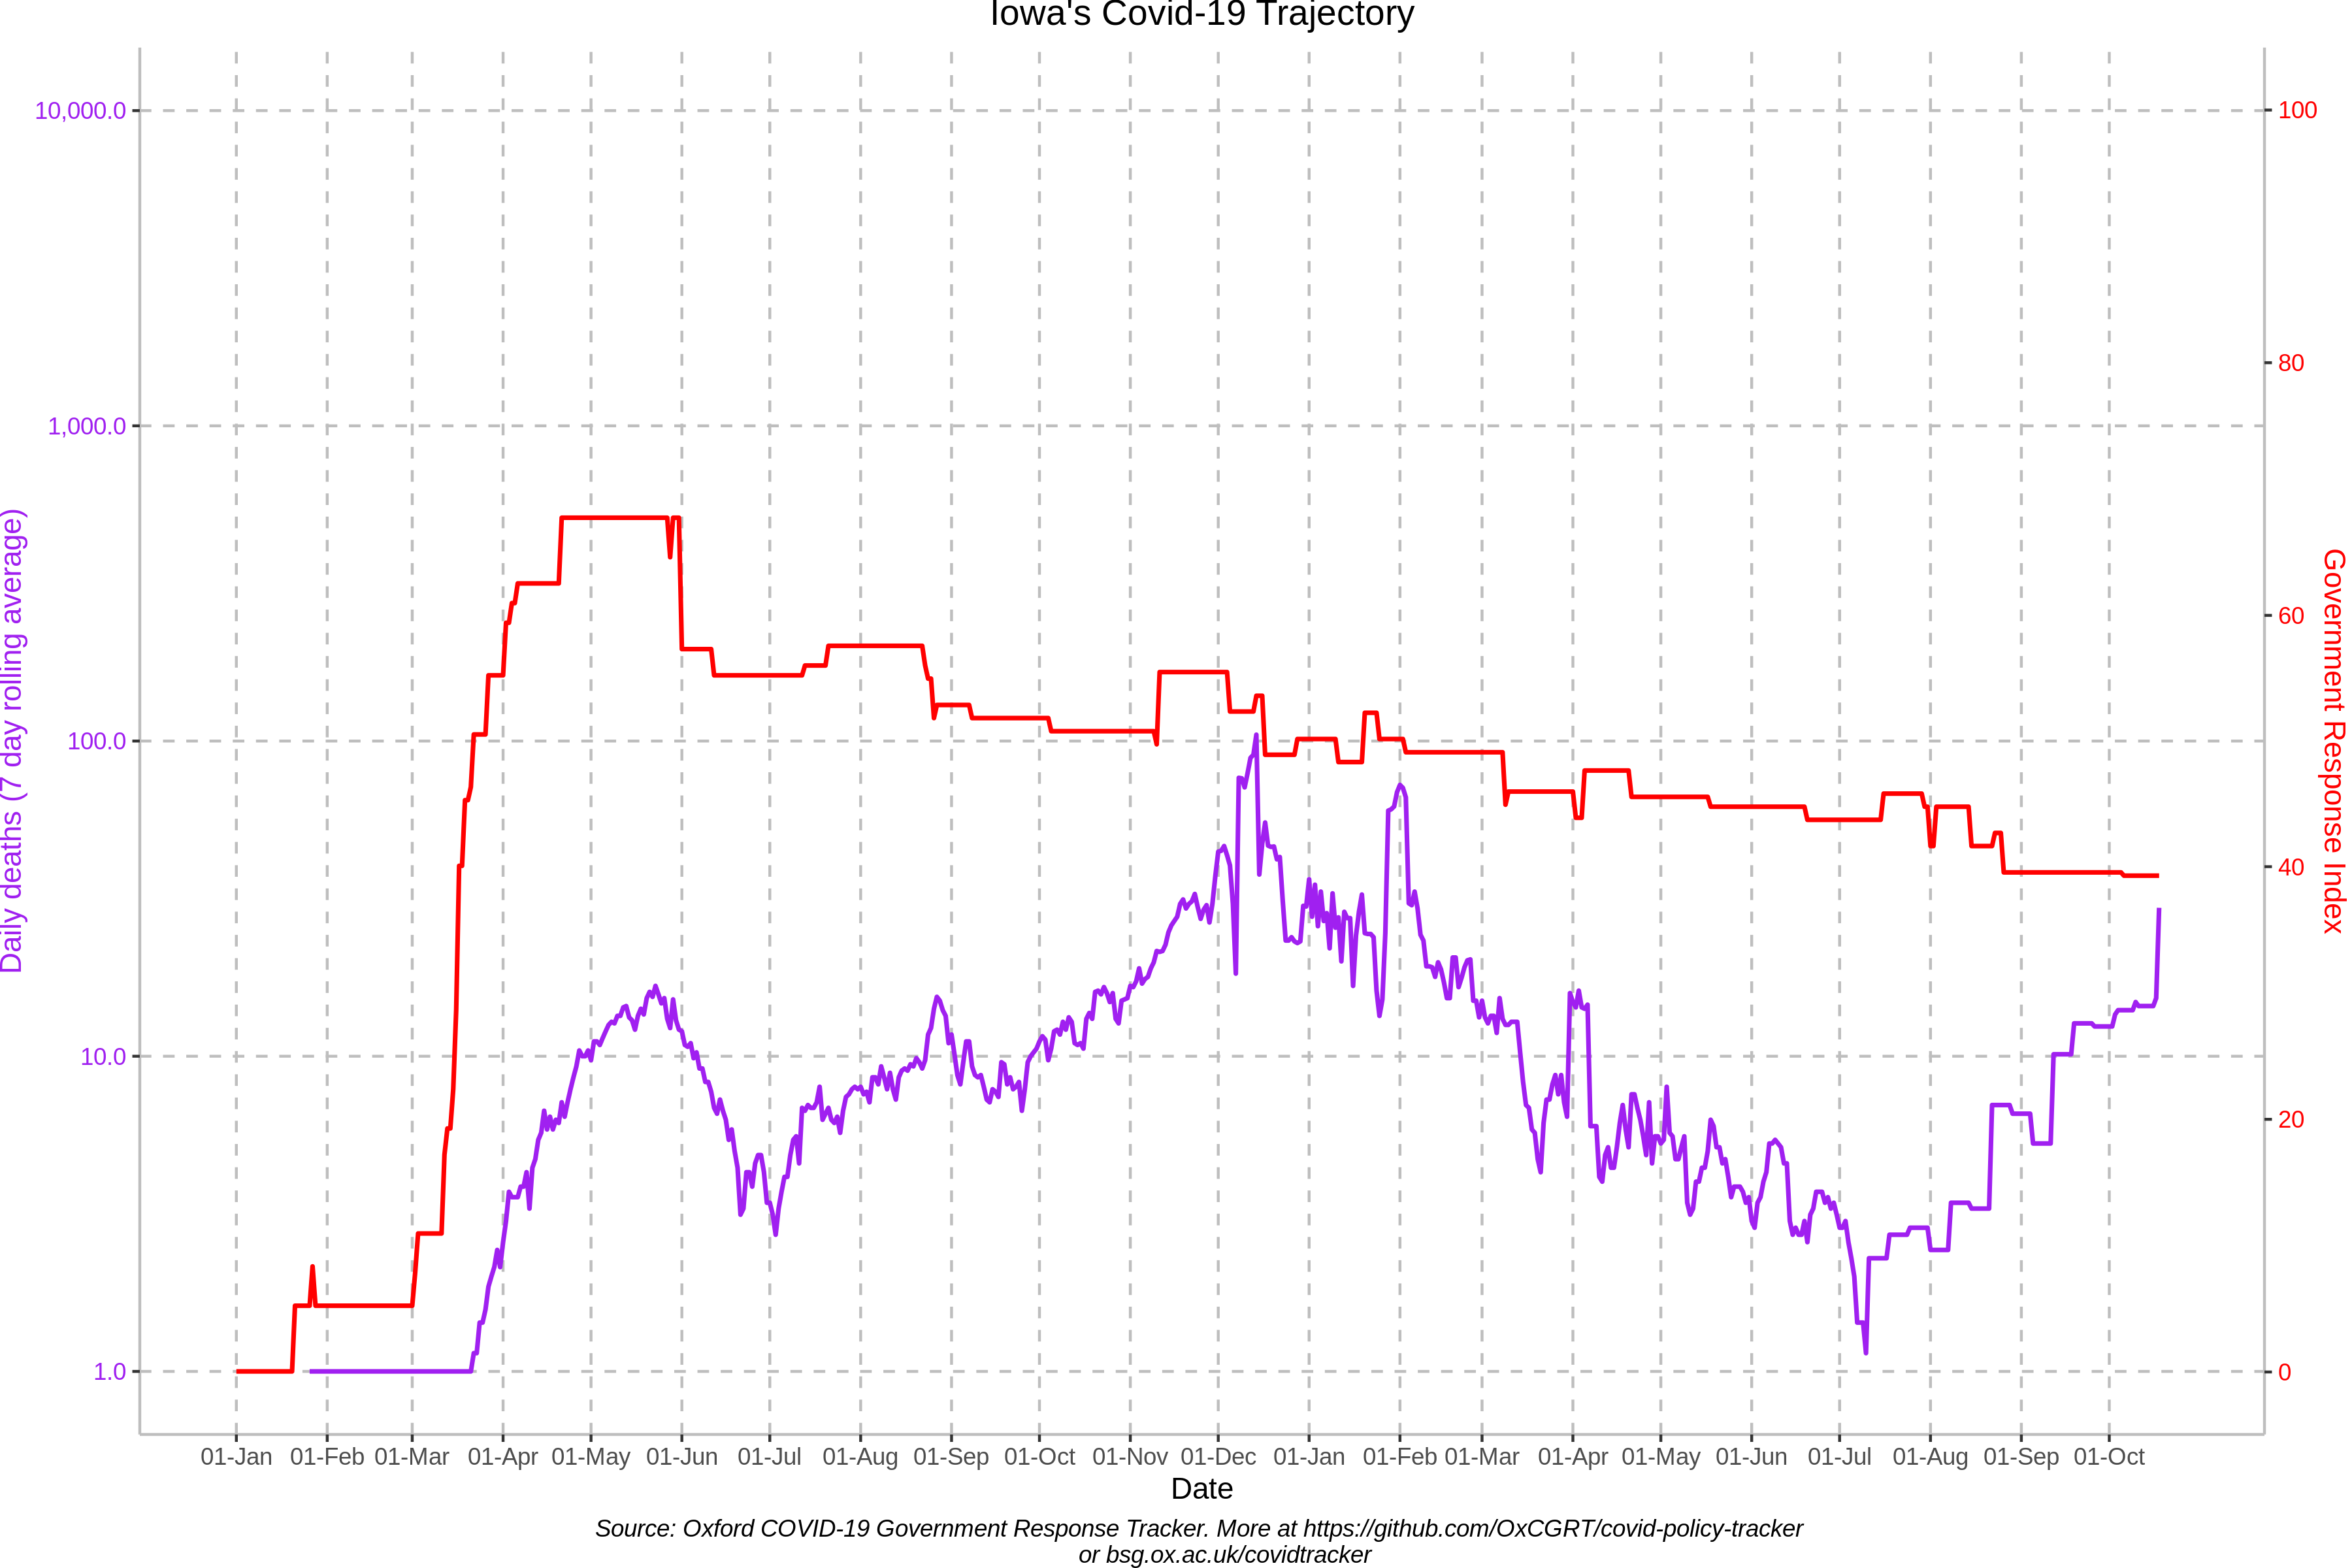 Iowa's Covid-19 Trajectory
Daily deaths (7 day rolling average)
10,000.0
1,000.0
100.0
10.0
1.0
100
80
60
40
20
0
Government Response Index
01-Jan 01-Feb 01-Mar 01-Apr 01-May 01-Jun 01-Jul 01-Aug 01-Sep 01-Oct 01-Nov 01-Dec 01-Jan 01-Feb 01-Mar 01-Apr 01-May 01-Jun 01-Jul 01-Aug 01-Sep 01-Oct
Date
Source: Oxford COVID-19 Government Response Tracker. More at https://github.com/OxCGRT/covid-policy-tracker
or bsg.ox.ac.uk/covidtracker